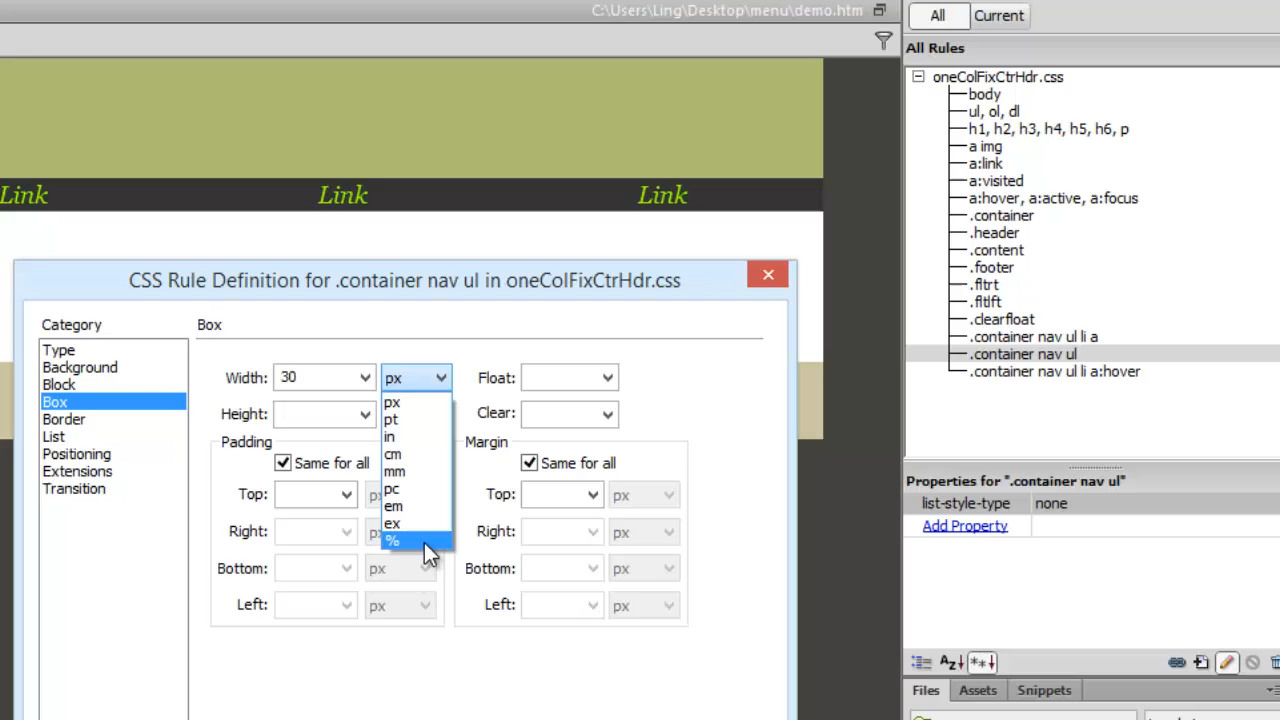 C:\Users\Ling\Desktop\menu\demo.htm
All Current
All Rules
oneColFixCtrHdr.css
body
ul, ol, dl
h1, h2, h3, h4, h5, h6, p
a img
a:link
a:visited
a:hover, a:active, a:focus
.container
.header
.content
.footer
.fltrt
.fltlft
.clearfloat
.container nav ul li a
.container nav ul
.container nav ul li a:hover
Link Link Link
CSS Rule Definition for .container nav ul in oneColFixCtrHdr.css
Category
Type
Background
Block
Box
Border
List
Positioning
Extensions
Transition
Box
Width: 30 px Float:
Height: Clear:
px
pt
in
cm
mm
pc
em
ex
%
Padding
Same for all
Top:
Right:
Bottom: px
Left: px
Margin
Same for all
Top: px
Right: px
Bottom: px
Left: px
Properties for ".container nav ul"
list-style-type none
Add Property
Files Assets Snippets